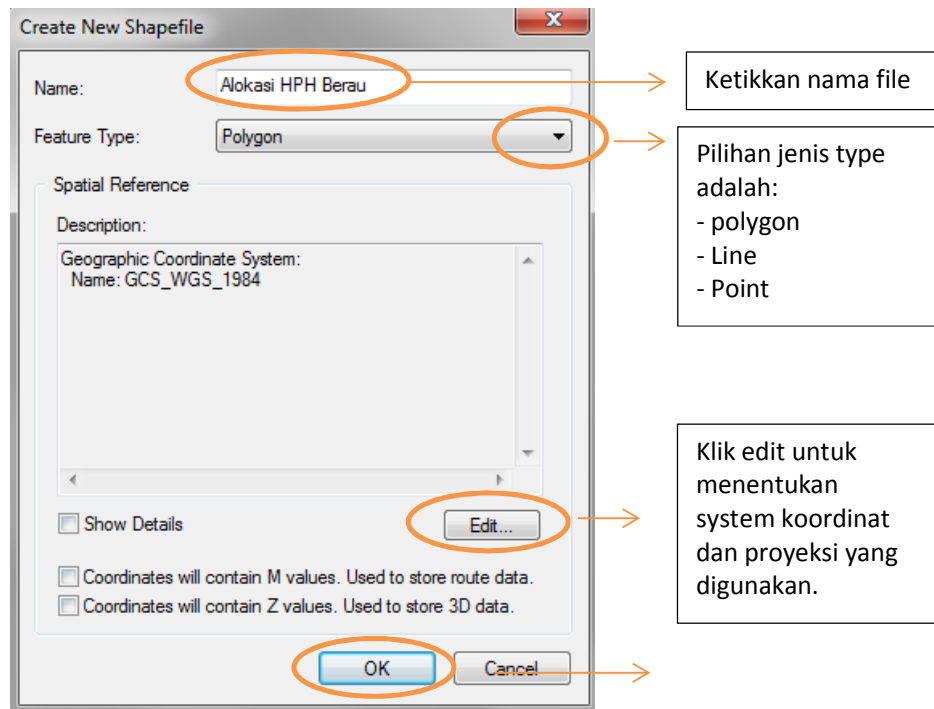 Create New Shapefile
Name:
Alokasi HPH Berau
Feature Type:
Polygon
Spatial Reference
Description:
Geographic Coordinate System:
Name: GCS_WGS_1984
Show Details
Edit...
Coordinates will contain M values. Used to store route data.
Coordinates will contain Z values. Used to store 3D data.
OK
Cancel
Ketikkan nama file
Pilihan jenis type
adalah:
- polygon
- Line
- Point
Klik edit untuk
menentukan
system koordinat
dan proyeksi yang
digunakan.